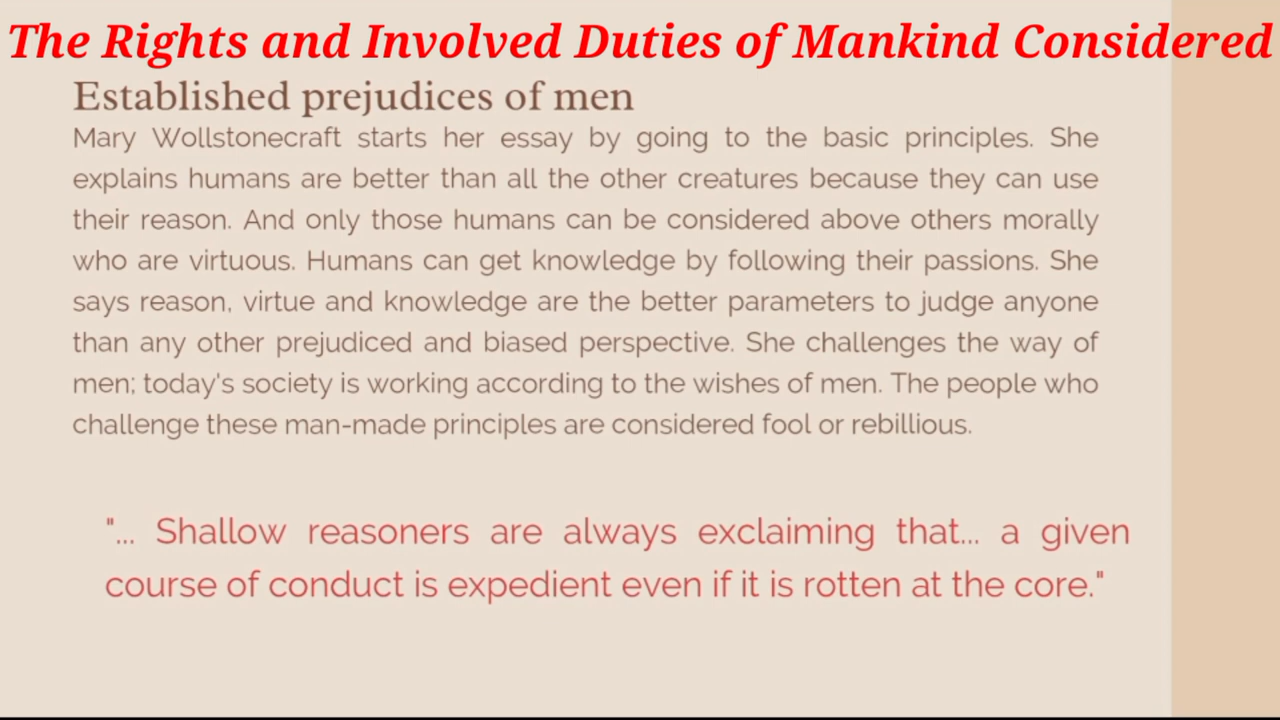 The Rights and Involved Duties of Mankind Considered
Established prejudices of men
Mary Wollstonecraft starts her essay by going to the basic principles. She
explains humans are better than all the other creatures because they can use
their reason. And only those humans can be considered above others morally
who are virtuous. Humans can get knowledge by following their passions. She
says reason, virtue and knowledge are the better parameters to judge anyone
than any other prejudiced and biased perspective. She challenges the way of
men; today's society is working according to the wishes of men. The people who
challenge these man-made principles are considered fool or rebillious.
"... Shallow reasoners are always exclaiming that... a given
course of conduct is expedient even if it is rotten at the core."